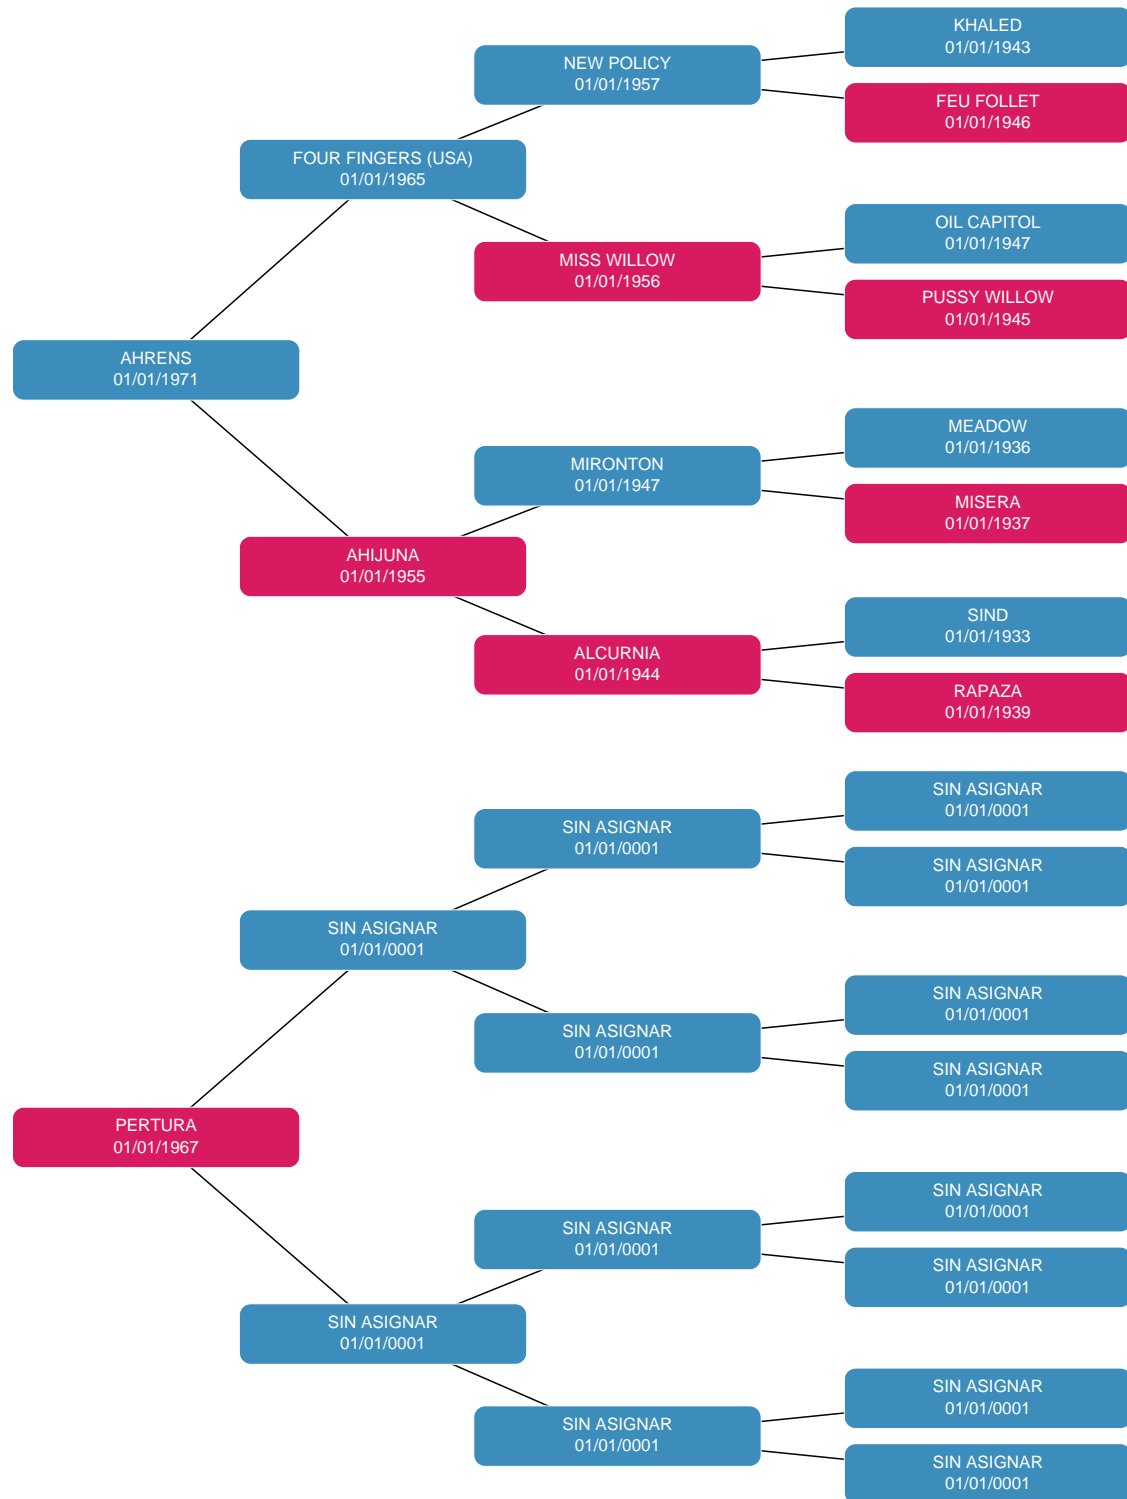 KHALED
01/01/1943
NEW POLICY
01/01/1957
FEU FOLLET
01/01/1946
FOUR FINGERS (USA)
01/01/1965
OIL CAPITOL
01/01/1947
MISS WILLOW
01/01/1956
PUSSY WILLOW
01/01/1945
AHRENS
01/01/1971
MEADOW
01/01/1936
MIRONTON
01/01/1947
MISERA
01/01/1937
AHIJUNA
01/01/1955
SIND
01/01/1933
ALCURNIA
01/01/1944
RAPAZA
01/01/1939
SIN ASIGNAR
01/01/0001
SIN ASIGNAR
01/01/0001
SIN ASIGNAR
01/01/0001
SIN ASIGNAR
01/01/0001
SIN ASIGNAR
01/01/0001
SIN ASIGNAR
01/01/0001
SIN ASIGNAR
01/01/0001
PERTURA
01/01/1967
SIN ASIGNAR
01/01/0001
SIN ASIGNAR
01/01/0001
SIN ASIGNAR
01/01/0001
SIN ASIGNAR
01/01/0001
SIN ASIGNAR
01/01/0001
SIN ASIGNAR
01/01/0001
SIN ASIGNAR
01/01/0001